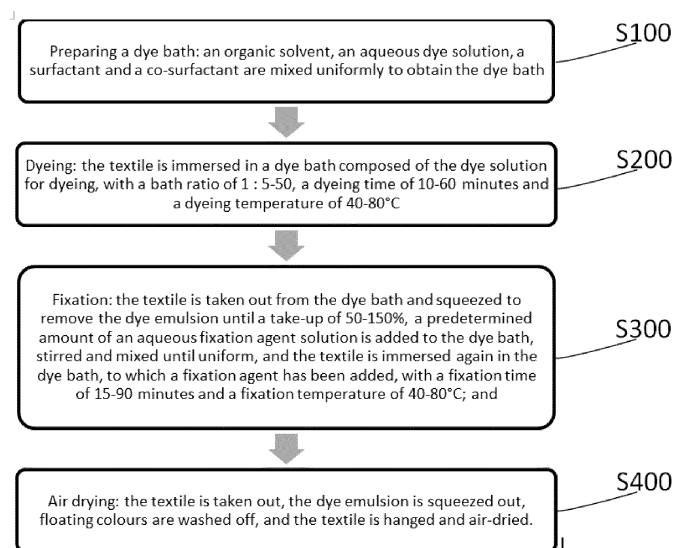 S100
Preparing a dye bath: an organic solvent, an aqueous dye solution, a
surfactant and a co-surfactant are mixed uniformly to obtain the dye bath
S200
Dyeing: the textile is immersed in a dye bath composed of the dye solution
for dyeing, with a bath ratio of 1 : 5-50, a dyeing time of 10-60 minutes and
a dyeing temperature of 40-80°C
S300
Fixation: the textile is taken out from the dye bath and squeezed to
remove the dye emulsion until a take-up of 50-150%, a predetermined
amount of an aqueous fixation agent solution is added to the dye bath,
stirred and mixed until uniform, and the textile is immersed again in the
dye bath, to which a fixation agent has been added, with a fixation time
of 15-90 minutes and a fixation temperature of 40-80°C; and
S400
Air drying: the textile is taken out, the dye emulsion is squeezed out,
floating colours are washed off, and the textile is hanged and air-dried.